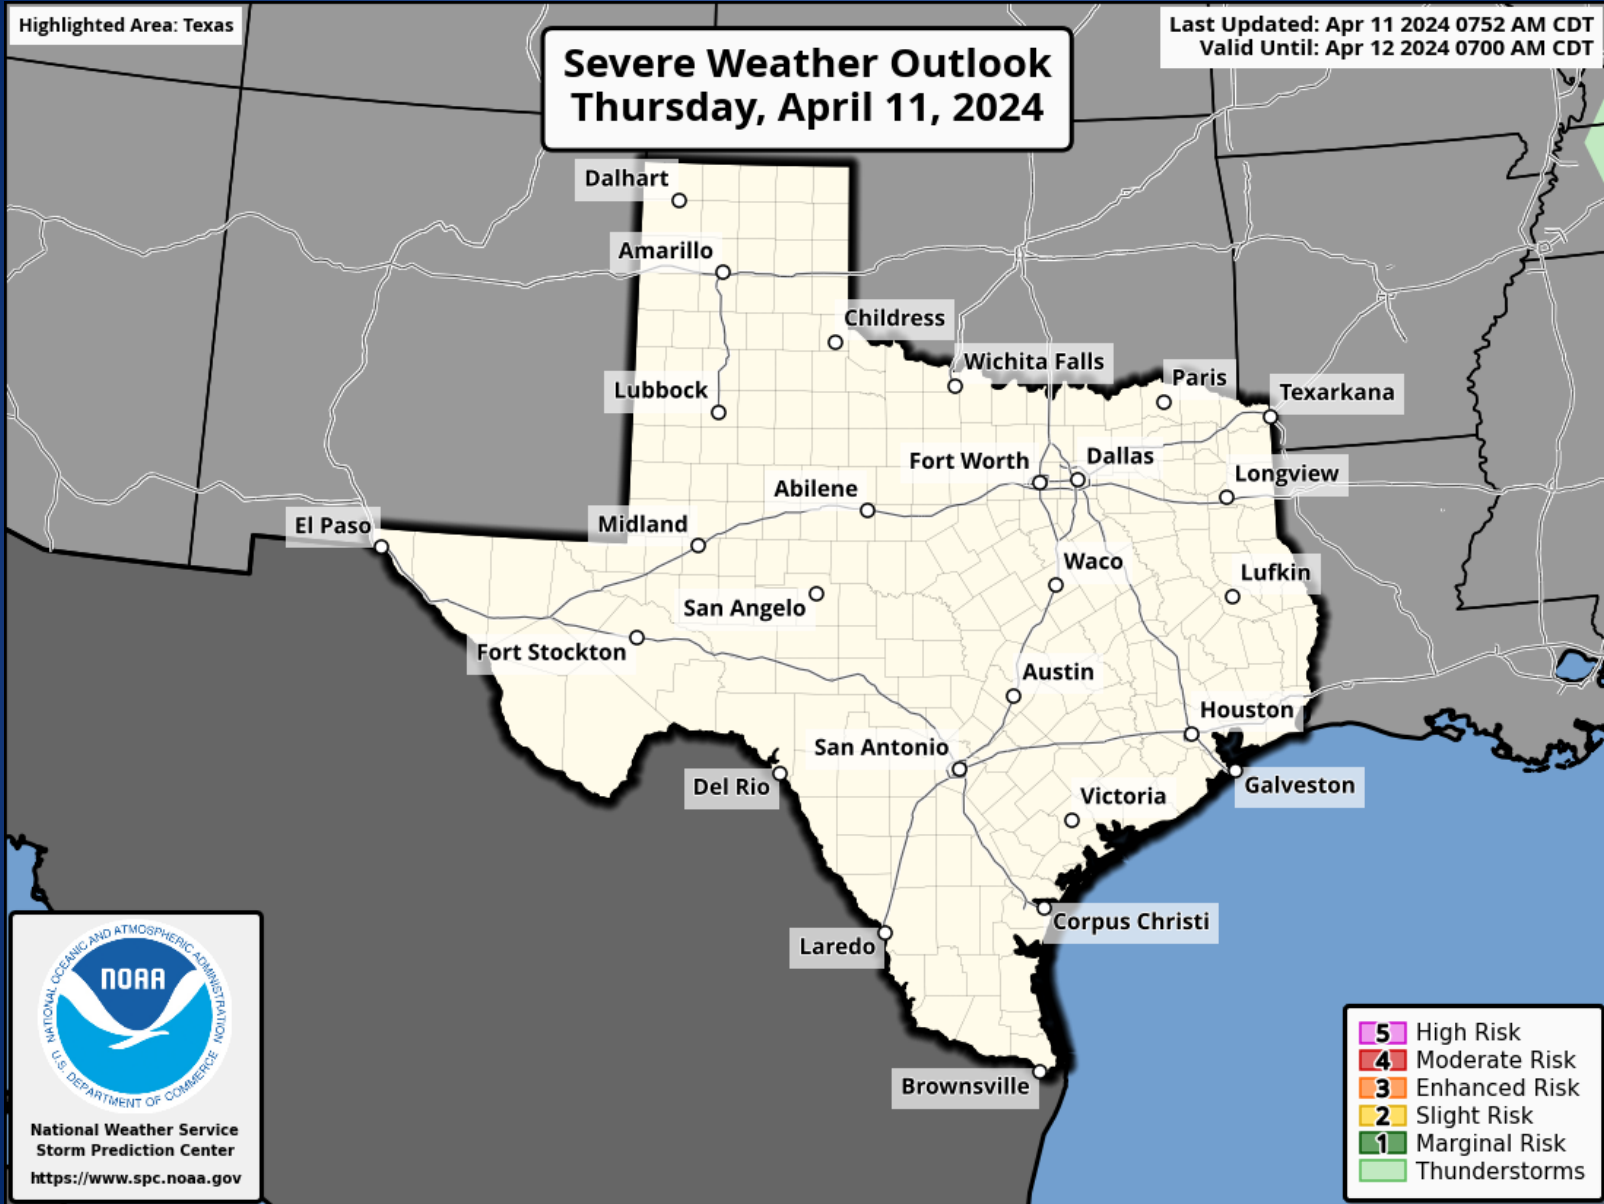 Highlighted Area: Texas
Severe Weather Outlook
Thursday, April 11, 2024
Last Updated: Apr 11 2024 0752 AM CDT
Valid Until: Apr 12 2024 0700 AM CDT
Dalhart
Amarillo
Childress
Wichita Falls
Paris
Texarkana
Lubbock
Fort Worth
Dallas
Longview
Abilene
El Paso
Midland
Waco
Lufkin
San Angelo
Fort Stockton
Austin
Houston
San Antonio
Del Rio
Galveston
Victoria
Corpus Christi
Laredo
Brownsville
NATIONAL OCEANIC AND ATMOSPHERIC ADMINISTRATION
NOAA
U.S. DEPARTMENT OF COMMERCE
National Weather Service
Storm Prediction Center
https://www.spc.noaa.gov
5 High Risk
4 Moderate Risk
3 Enhanced Risk
2 Slight Risk
1 Marginal Risk
Thunderstorms